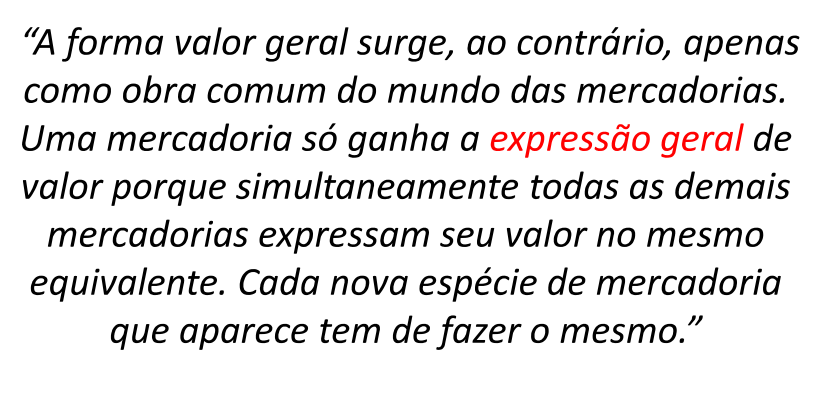 “A forma valor geral surge, ao contrário, apenas
como obra comum do mundo das mercadorias.
Uma mercadoria só ganha a expressão geral de
valor porque simultaneamente todas as demais
mercadorias expressam seu valor no mesmo
equivalente. Cada nova espécie de mercadoria
que aparece tem de fazer o mesmo.”